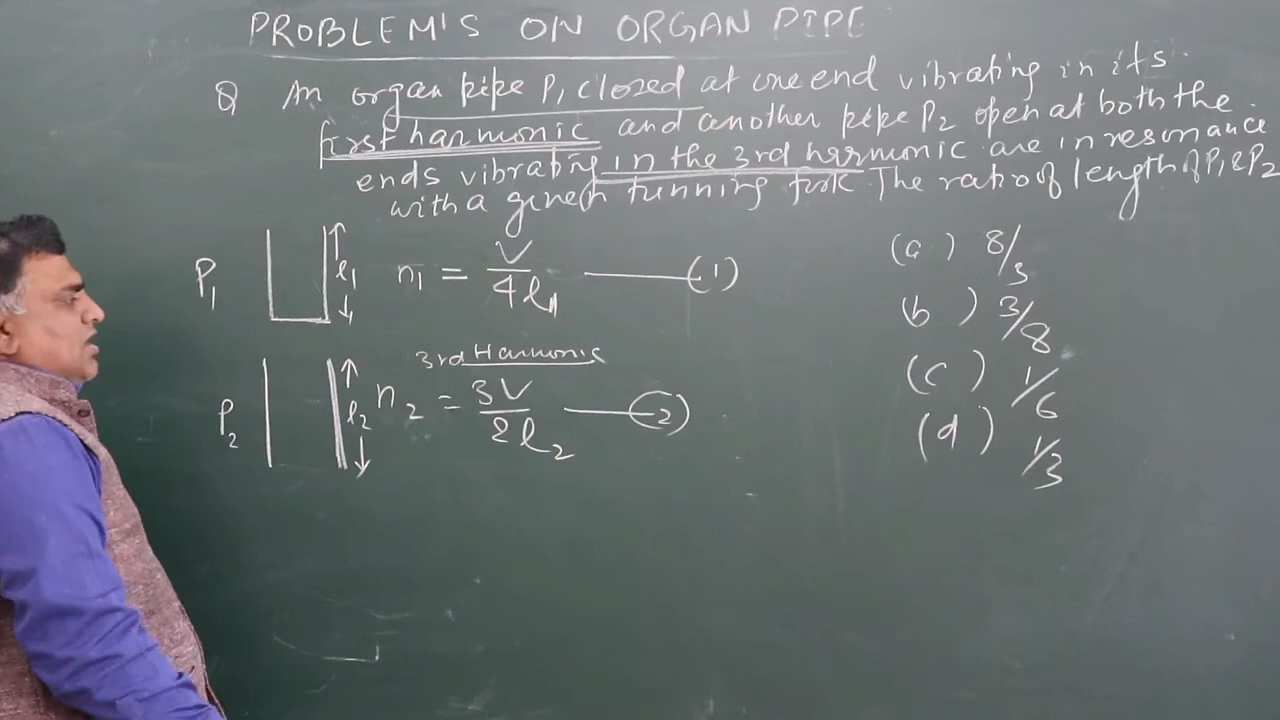 PROBLEM'S ON ORGAN PIPE
Q An organ pipe P1 closed at one end vibrating in its
first harmonic and another pipe P2 open at both the
ends vibrating in the 3rd harmonic are in resonance
with a given tunning fork The ratio of length of P1 & P2
P1 l1 n1 = V/4l1 (1)
3rd Harmonic
P2 l2 n2 = 3V/2l2 (2)
(a) 8/3
(b) 3/8
(c) 1/6
(d) 1/3